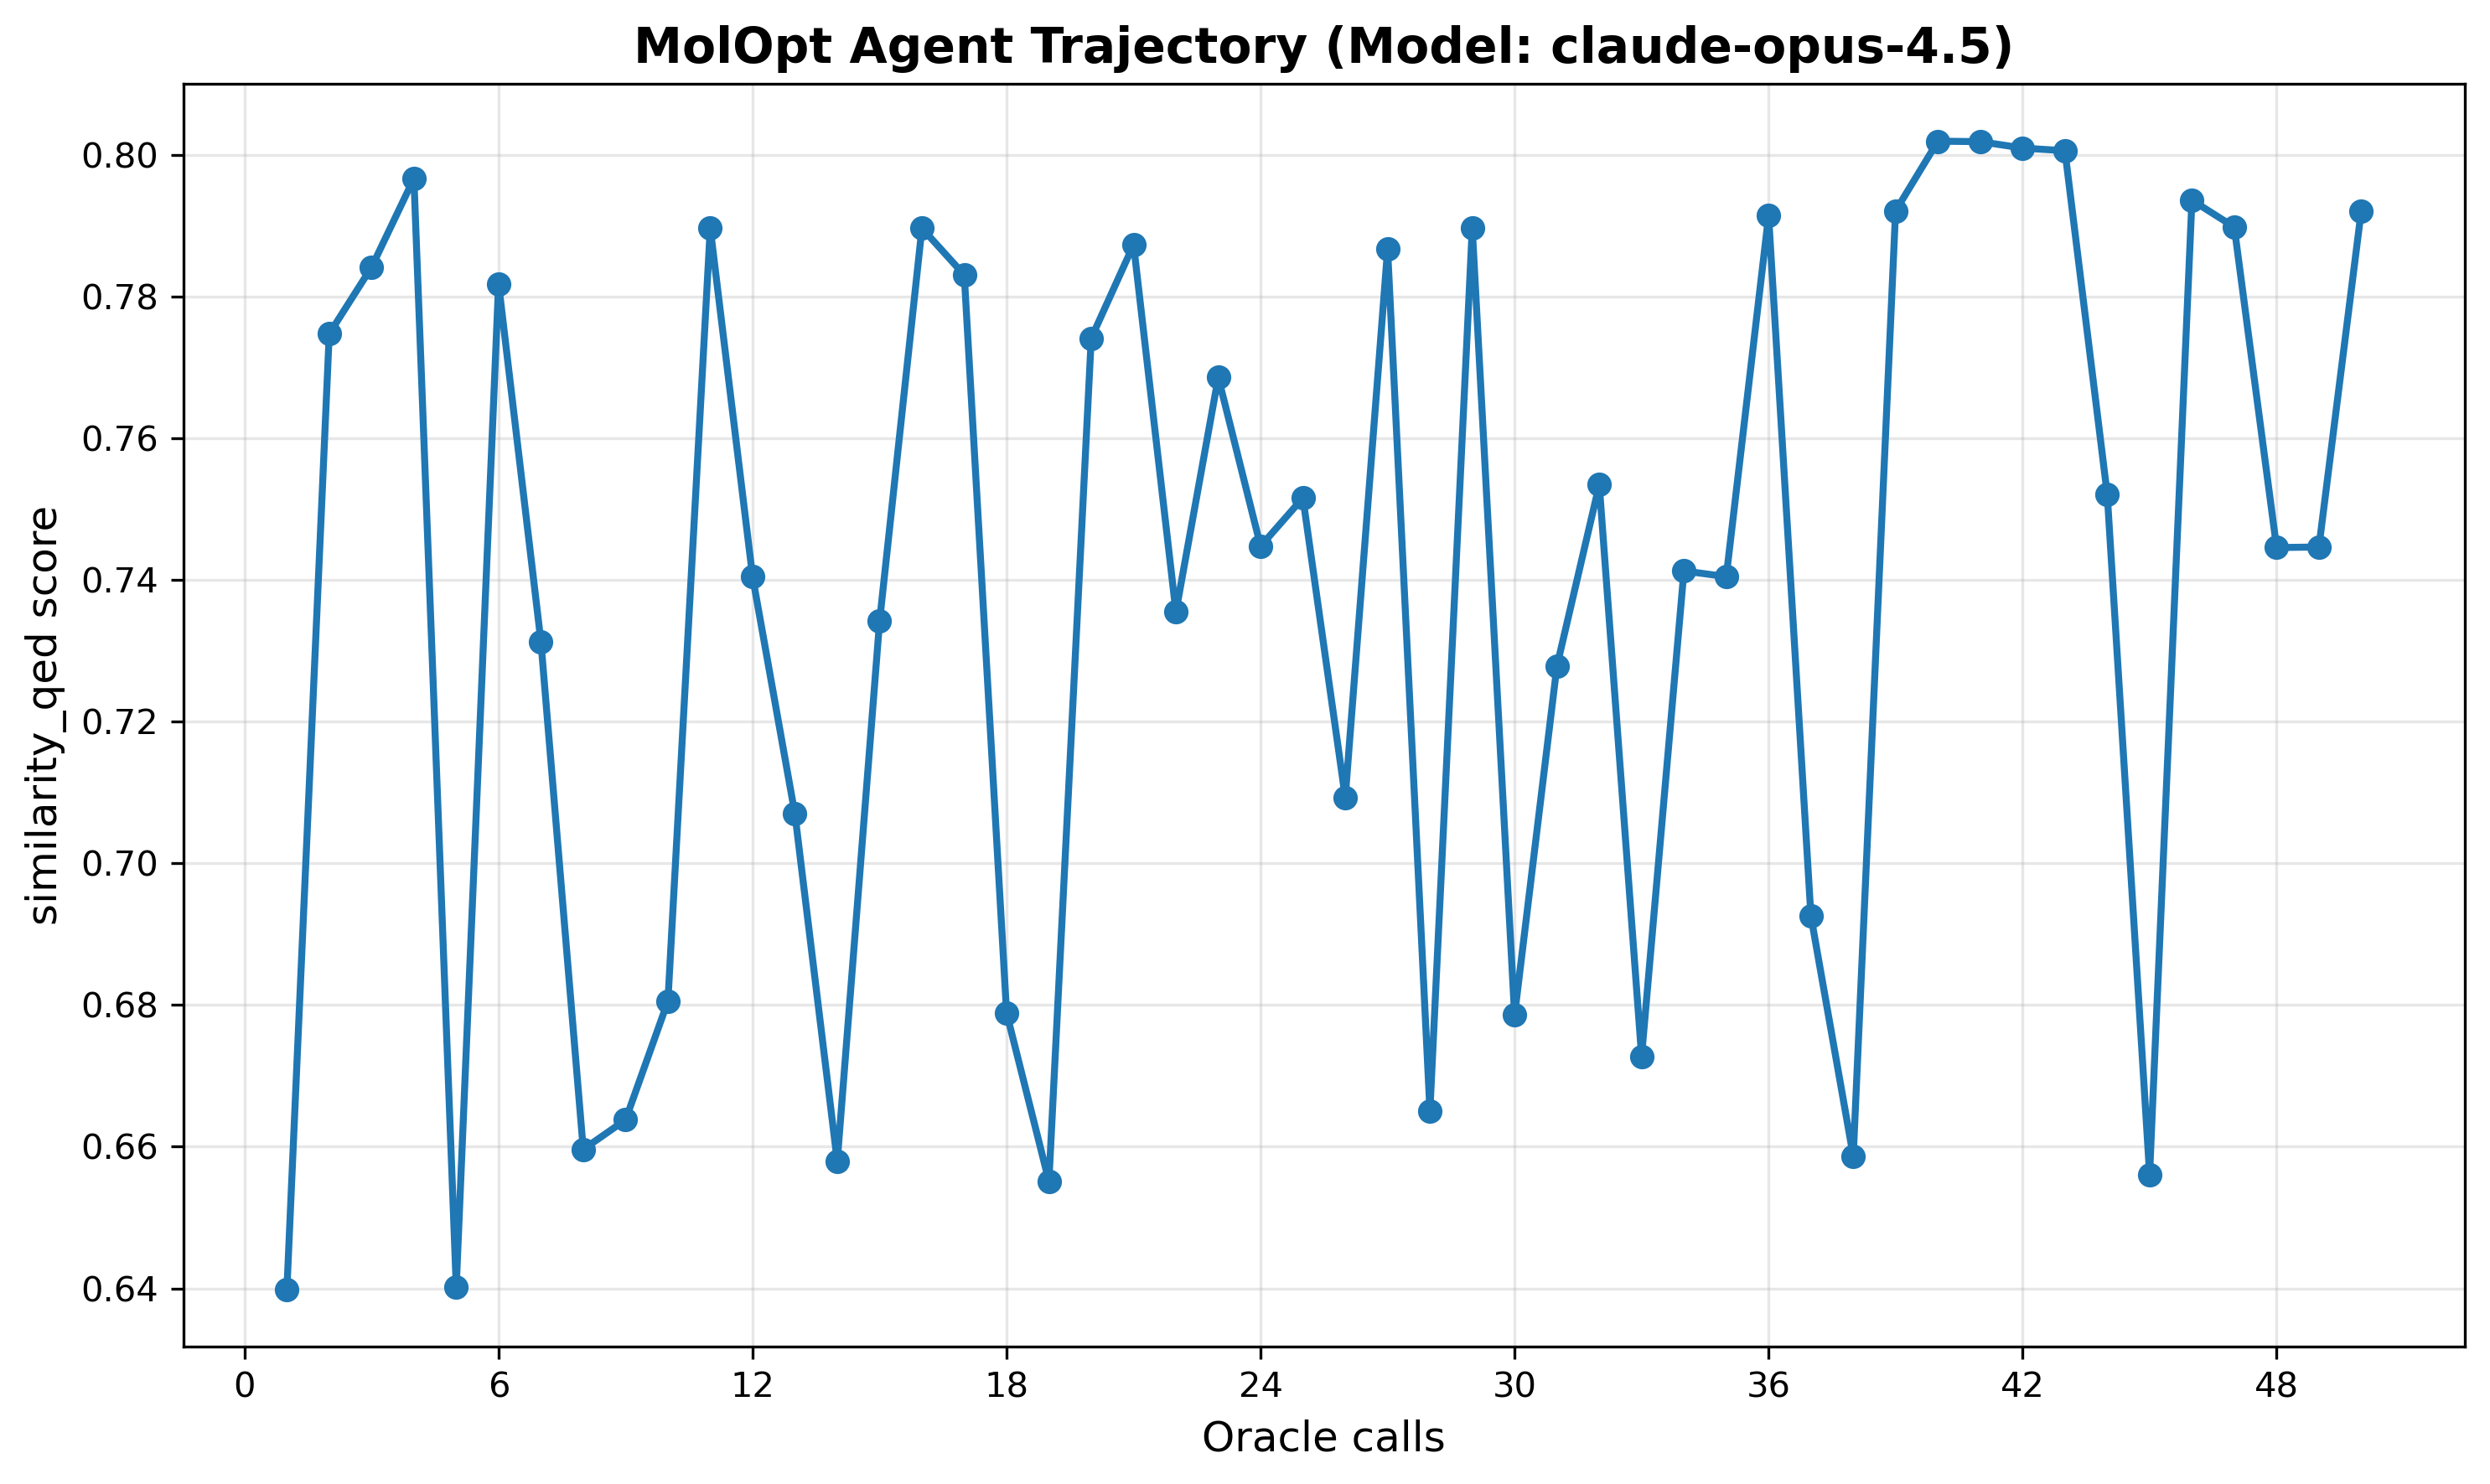 MolOpt Agent Trajectory (Model: claude-opus-4.5)
similarity_qed score
0.80
0.78
0.76
0.74
0.72
0.70
0.68
0.66
0.64
0 6 12 18 24 30 36 42 48
Oracle calls